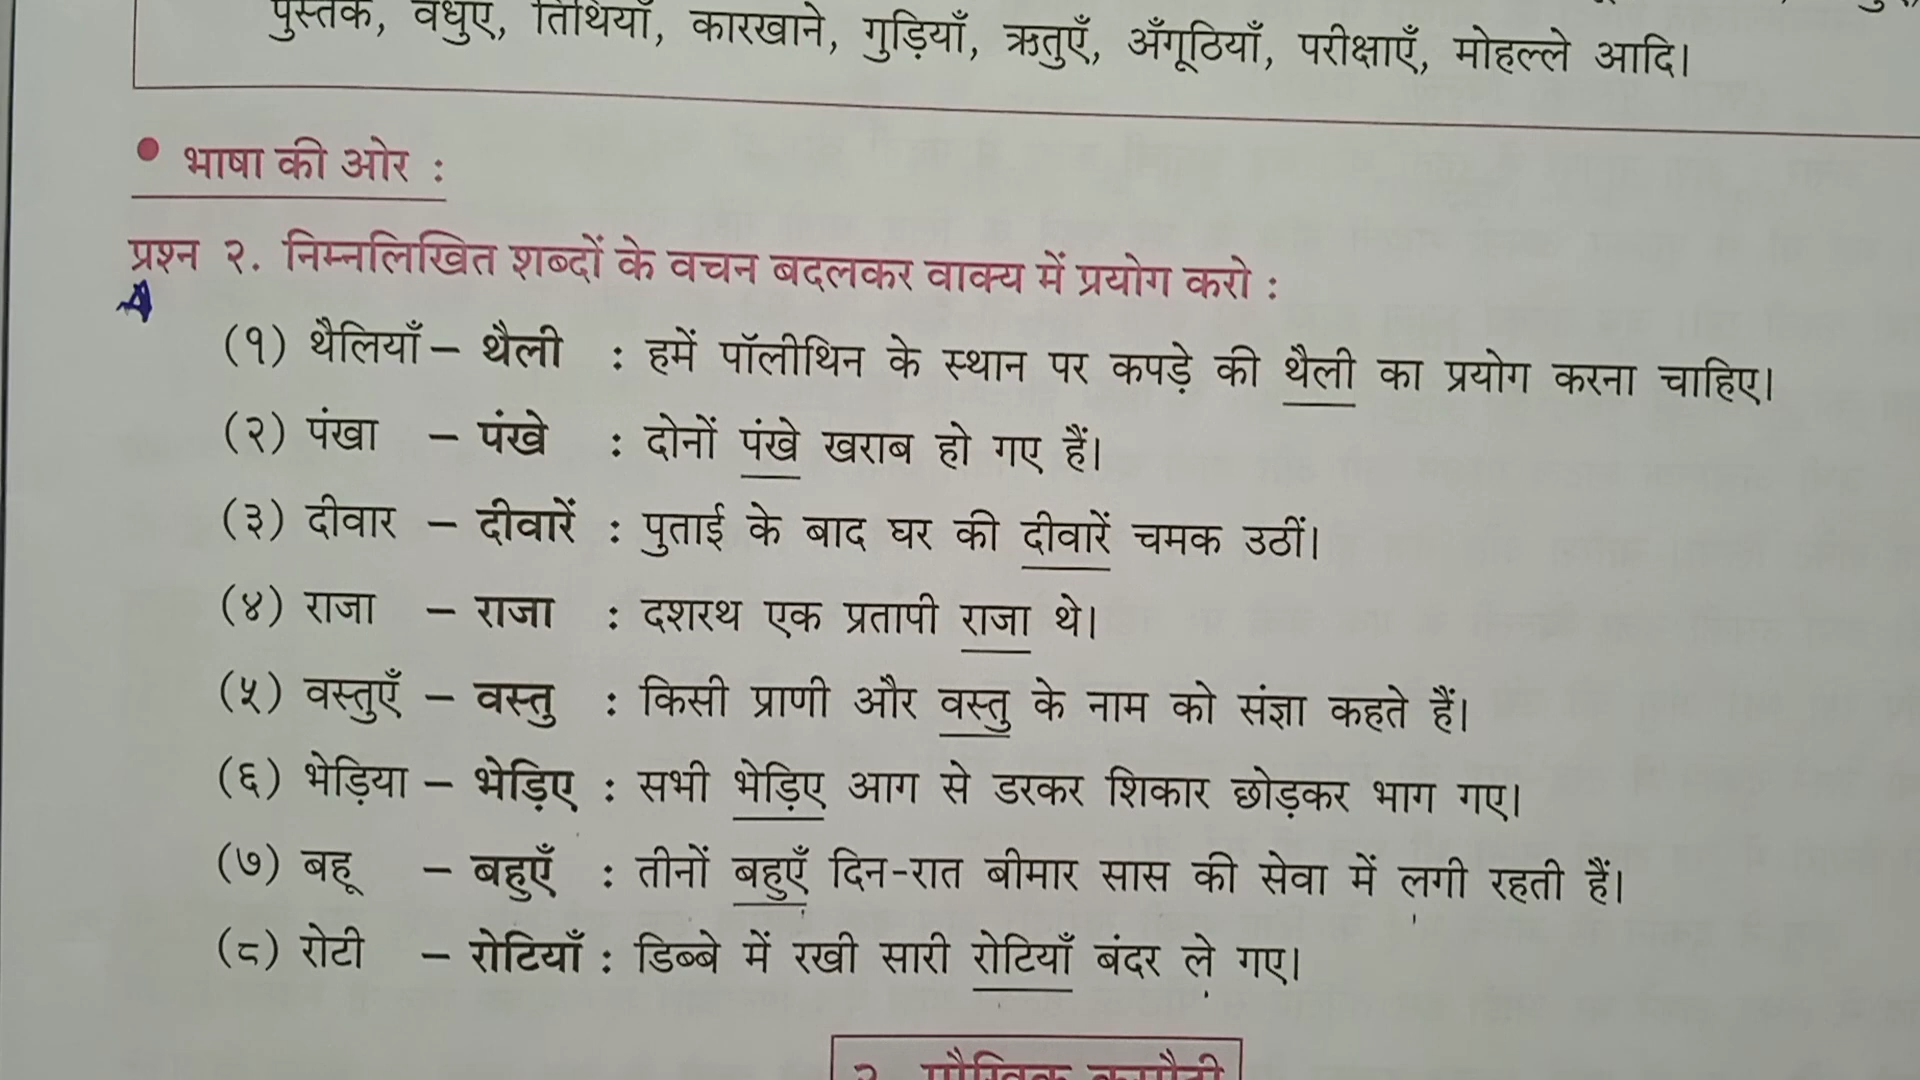 पुस्तकें, वधुएँ, तिथियाँ, कारखाने, गुड़ियाँ, ऋतुएँ, अँगूठियाँ, परीक्षाएँ, मोहल्ले आदि।
• भाषा की ओर :
प्रश्न २. निम्नलिखित शब्दों के वचन बदलकर वाक्य में प्रयोग करो :
(१) थैलियाँ – थैली : हमें पॉलीथिन के स्थान पर कपड़े की थैली का प्रयोग करना चाहिए।
(२) पंखा – पंखे : दोनों पंखे खराब हो गए हैं।
(३) दीवार – दीवारें : पुताई के बाद घर की दीवारें चमक उठीं।
(४) राजा – राजा : दशरथ एक प्रतापी राजा थे।
(५) वस्तुएँ – वस्तु : किसी प्राणी और वस्तु के नाम को संज्ञा कहते हैं।
(६) भेड़िया – भेड़िए : सभी भेड़िए आग से डरकर शिकार छोड़कर भाग गए।
(७) बहू – बहुएँ : तीनों बहुएँ दिन-रात बीमार सास की सेवा में लगी रहती हैं।
(८) रोटी – रोटियाँ : डिब्बे में रखी सारी रोटियाँ बंदर ले गए।